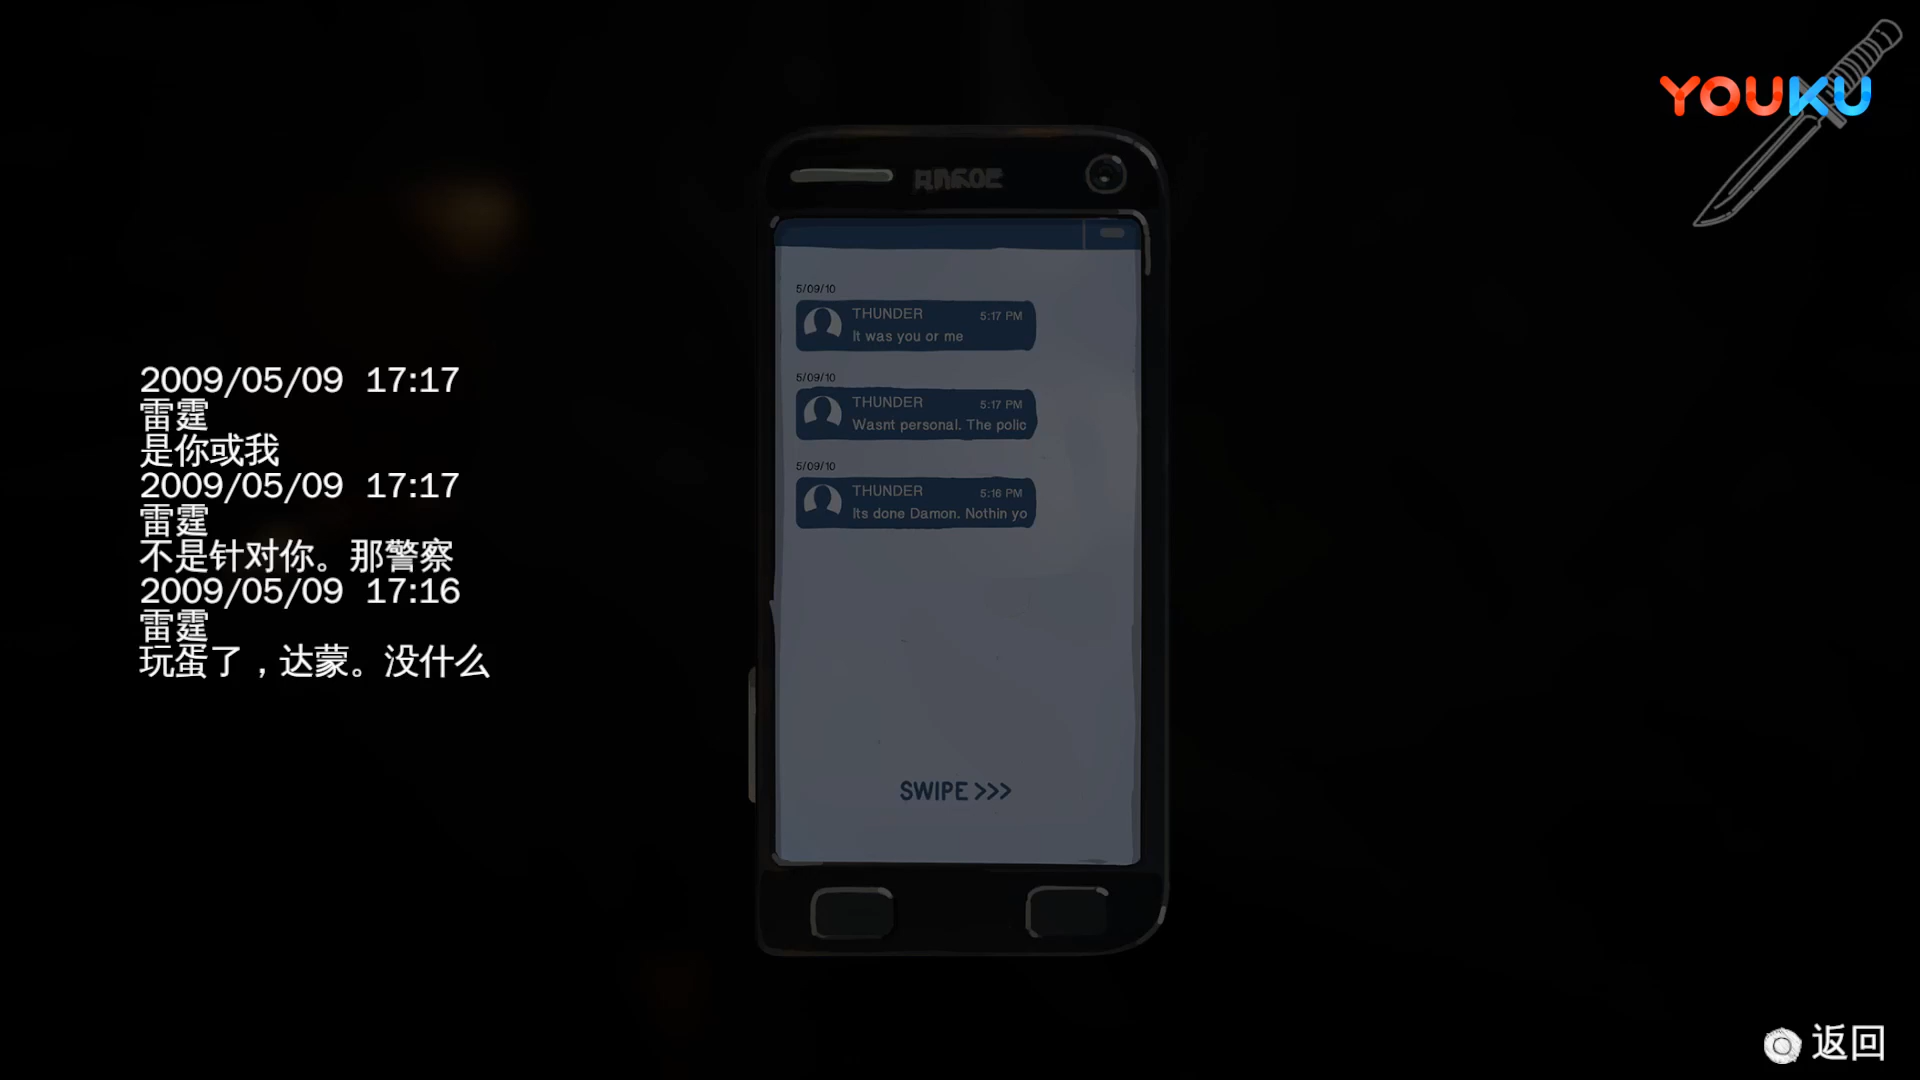 YOUKU
5/09/10
THUNDER 5:17 PM
It was you or me
5/09/10
THUNDER 5:17 PM
Wasnt personal. The polic
5/09/10
THUNDER 5:16 PM
Its done Damon. Nothin yo
SWIPE >>>
2009/05/09 17:17
雷霆
是你或我
2009/05/09 17:17
雷霆
不是针对你。那警察
2009/05/09 17:16
雷霆
玩蛋了，达蒙。没什么
返回